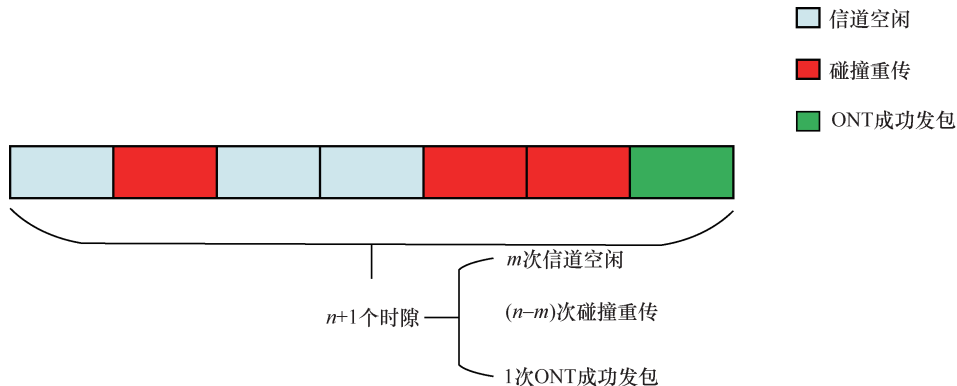 信道空闲
碰撞重传
ONT成功发包
m次信道空闲
n+1个时隙
(n–m)次碰撞重传
1次ONT成功发包